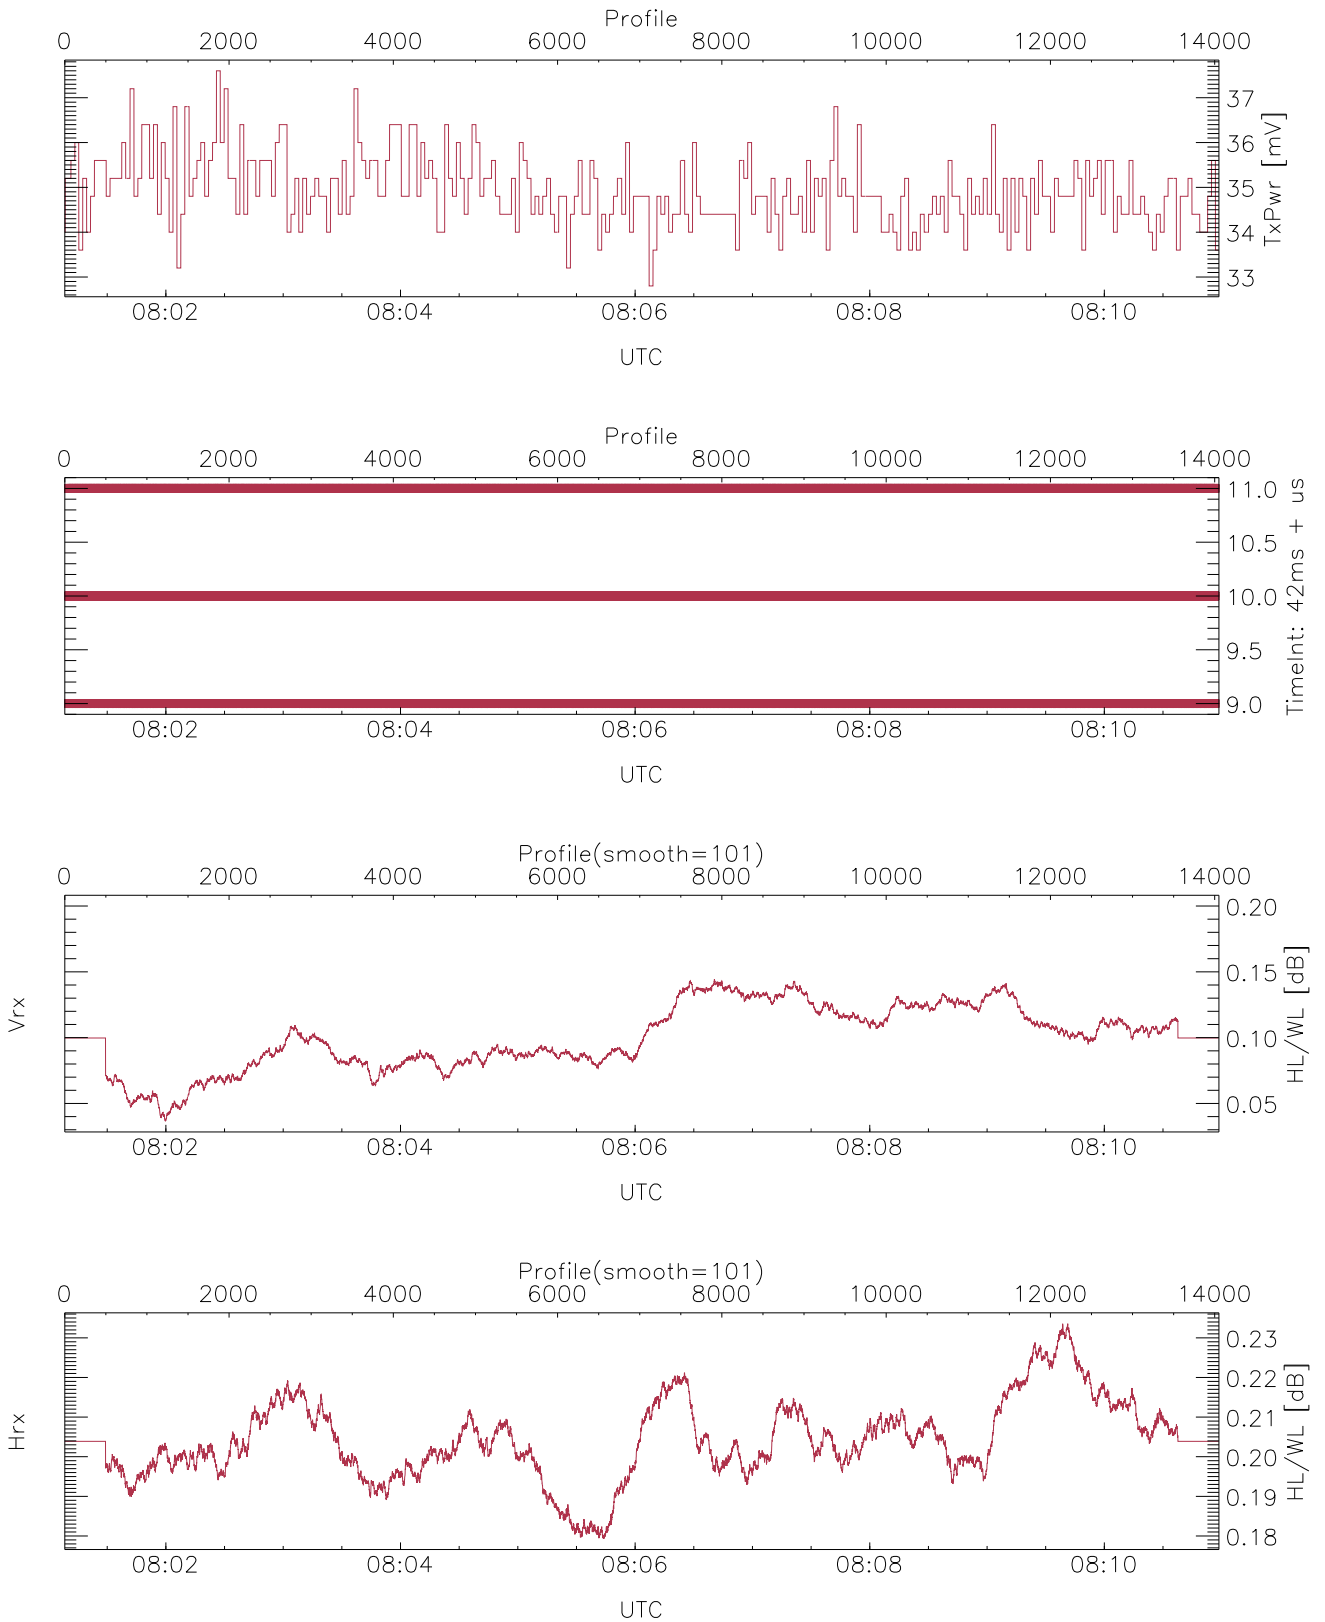 Profile
0 2000 4000 6000 8000 10000 12000 14000
37
36
35
34
33
TxPwr [mV]
08:02 08:04 08:06 08:08 08:10
UTC
Profile
0 2000 4000 6000 8000 10000 12000 14000
11.0
10.5
10.0
9.5
9.0
TimeInt: 42ms + us
08:02 08:04 08:06 08:08 08:10
UTC
Profile(smooth=101)
0 2000 4000 6000 8000 10000 12000 14000
Vrx
0.20
0.15
0.10
0.05
HL/WL [dB]
08:02 08:04 08:06 08:08 08:10
UTC
Profile(smooth=101)
0 2000 4000 6000 8000 10000 12000 14000
Hrx
0.23
0.22
0.21
0.20
0.19
0.18
HL/WL [dB]
08:02 08:04 08:06 08:08 08:10
UTC